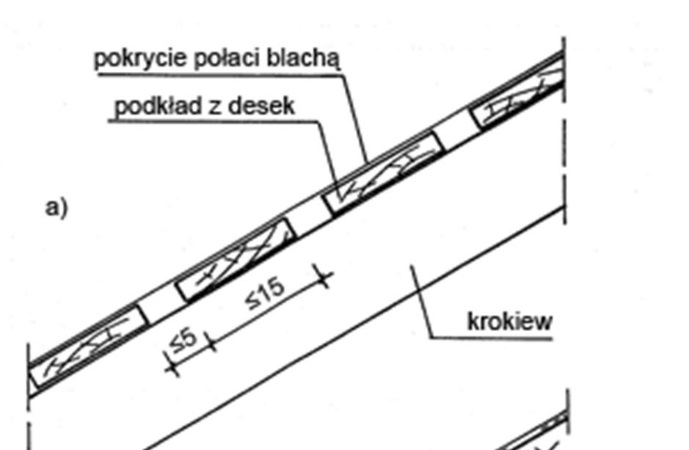 pokrycie połaci blachą
podkład z desek
a)
≤15
≤5
krokiew